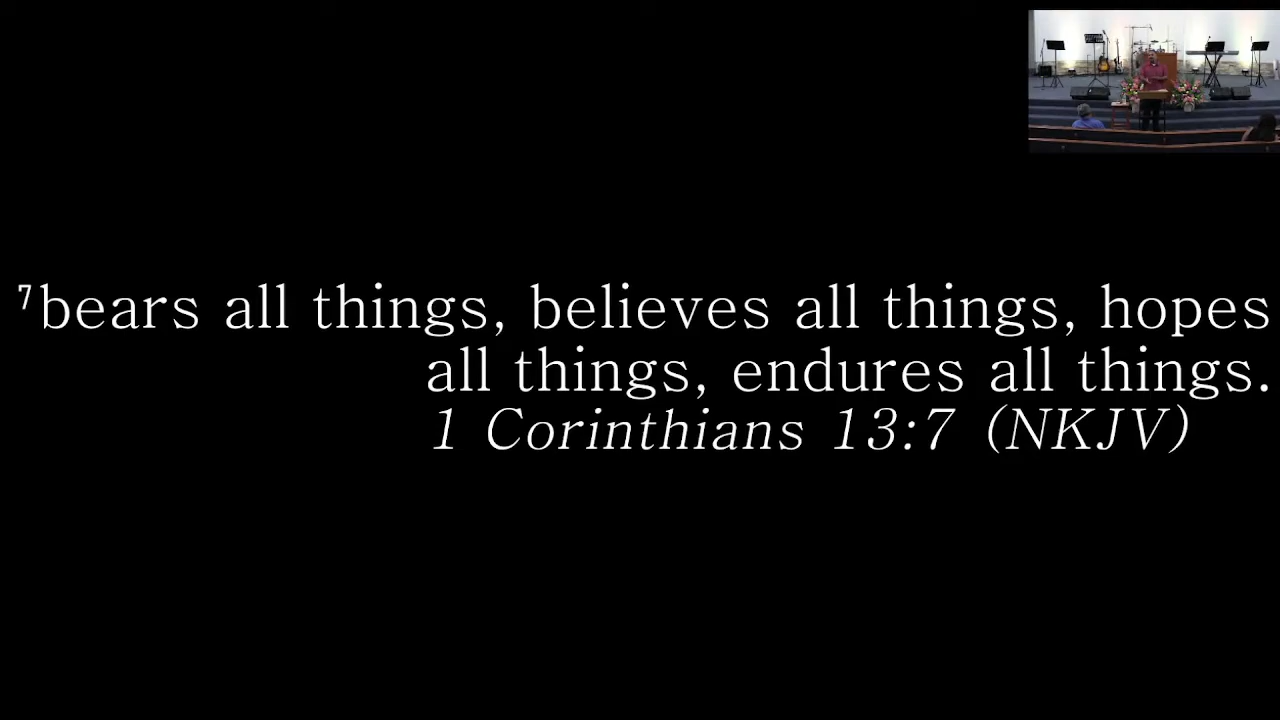 ⁷bears all things, believes all things, hopes
all things, endures all things.
1 Corinthians 13:7 (NKJV)